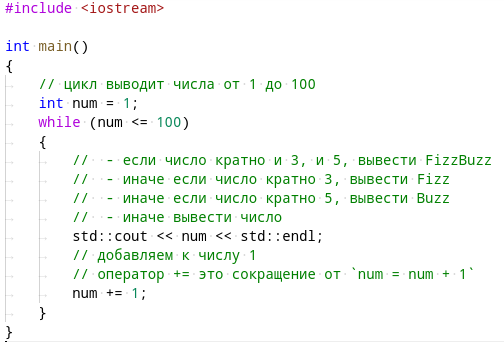 #include <iostream>
int main()
{
// цикл выводит числа от 1 до 100
int num = 1;
while (num <= 100)
{
//  - если число кратно и 3, и 5, вывести FizzBuzz
//  - иначе если число кратно 3, вывести Fizz
//  - иначе если число кратно 5, вывести Buzz
//  - иначе вывести число
std::cout << num << std::endl;
// добавляем к числу 1
// оператор += это сокращение от `num = num + 1`
num += 1;
}
}